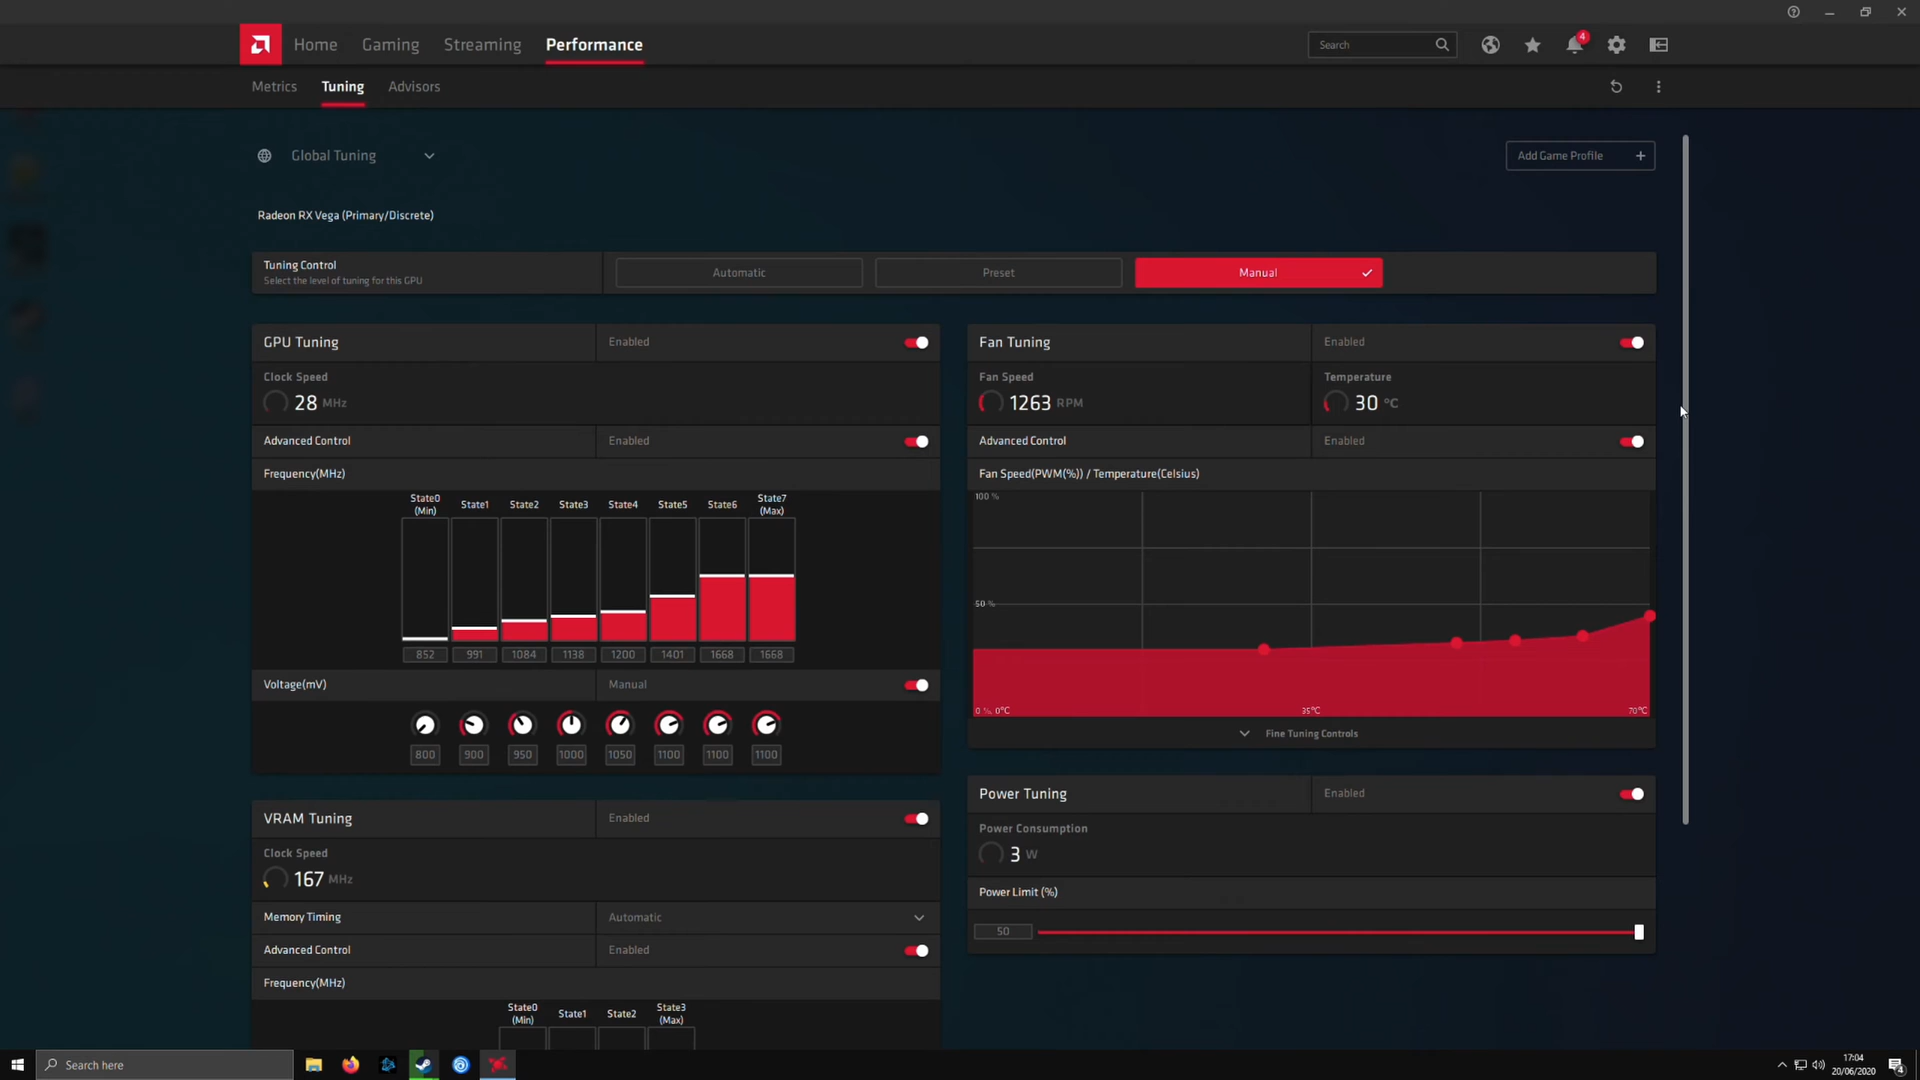 Home
Gaming
Streaming
Performance
Search
4
Metrics
Tuning
Advisors
Global Tuning
Add Game Profile
Radeon RX Vega (Primary/Discrete)
Tuning Control
Select the level of tuning for this GPU
Automatic
Preset
Manual
GPU Tuning
Enabled
Clock Speed
28 MHz
Advanced Control
Enabled
Frequency(MHz)
State0 State1 State2 State3 State4 State5 State6 State7
(Min) (Max)
852 991 1084 1138 1200 1401 1668 1668
Voltage(mV)
Manual
800 900 950 1000 1050 1100 1100 1100
VRAM Tuning
Enabled
Clock Speed
167 MHz
Memory Timing
Automatic
Advanced Control
Enabled
Frequency(MHz)
State0 State1 State2 State3
(Min) (Max)
Fan Tuning
Enabled
Fan Speed
1263 RPM
Temperature
30 °C
Advanced Control
Enabled
Fan Speed(PWM(%)) / Temperature(Celsius)
100 %
50 %
0 %, 0°C
35°C
70°C
Fine Tuning Controls
Power Tuning
Enabled
Power Consumption
3 W
Power Limit (%)
50
Search here
17:04
20/06/2020
4